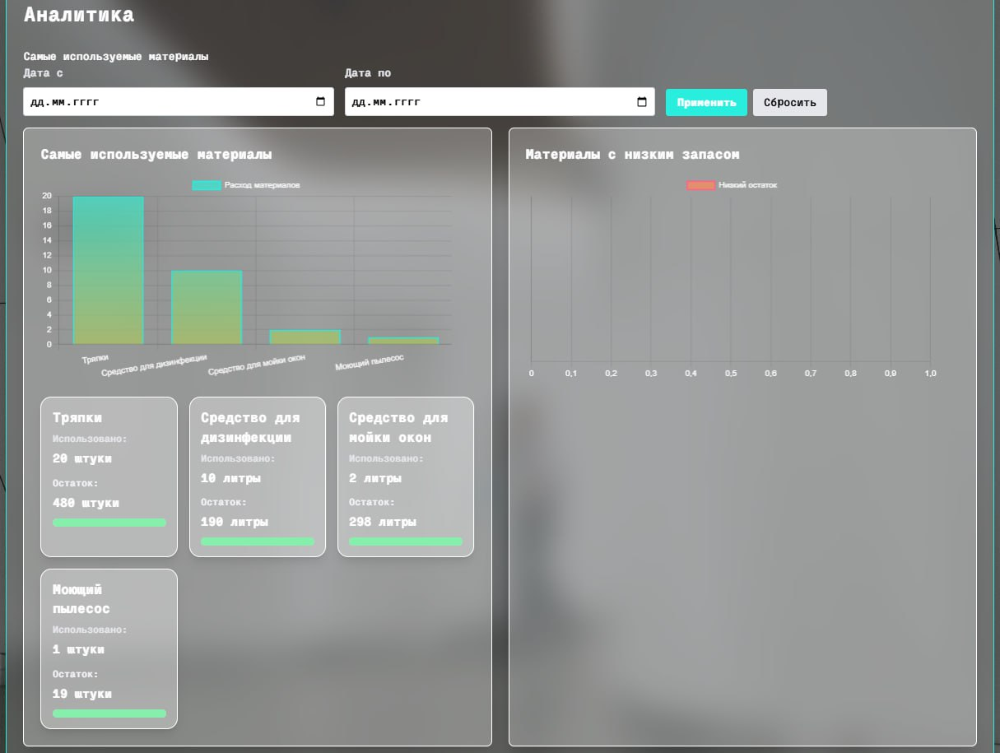 Аналитика
Самые используемые материалы
Дата с
Дата по
дд.мм.гггг
дд.мм.гггг
Применить
Сбросить
Самые используемые материалы
Расход материалов
20
18
16
14
12
10
8
6
4
2
0
Тряпки
Средство для дизинфекции
Средство для мойки окон
Моющий пылесос
Тряпки
Использовано:
20 штуки
Остаток:
480 штуки
Средство для
дизинфекции
Использовано:
10 литры
Остаток:
190 литры
Средство для
мойки окон
Использовано:
2 литры
Остаток:
298 литры
Моющий
пылесос
Использовано:
1 штуки
Остаток:
19 штуки
Материалы с низким запасом
Низкий остаток
0 0,1 0,2 0,3 0,4 0,5 0,6 0,7 0,8 0,9 1,0